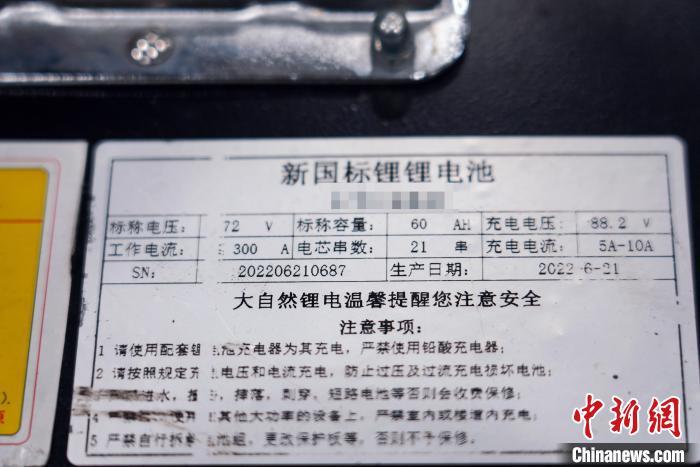 新国标锂锂电池
标称电压: 72 V 标称容量: 60 AH 充电电压: 88.2 V
工作电流: 300 A 电芯串数: 21 串 充电电流: 5A-10A
SN: 202206210687 生产日期: 2022-6-21
大自然锂电温馨提醒您注意安全
注意事项:
1 请使用配套锂 池充电器为其充电, 严禁使用铅酸充电器;
2 请按照规定充 电压和电流充电, 防止过压及过流充电损坏电池;
进水, 摔落, 刺穿, 短路电池等否则会收费保修;
4 使用 其他大功率的设备上, 严禁室内或楼道内充电;
5 严禁自行拆 池组, 更改保护板等, 否则不予保修.
).
中新网
Chinanews.com